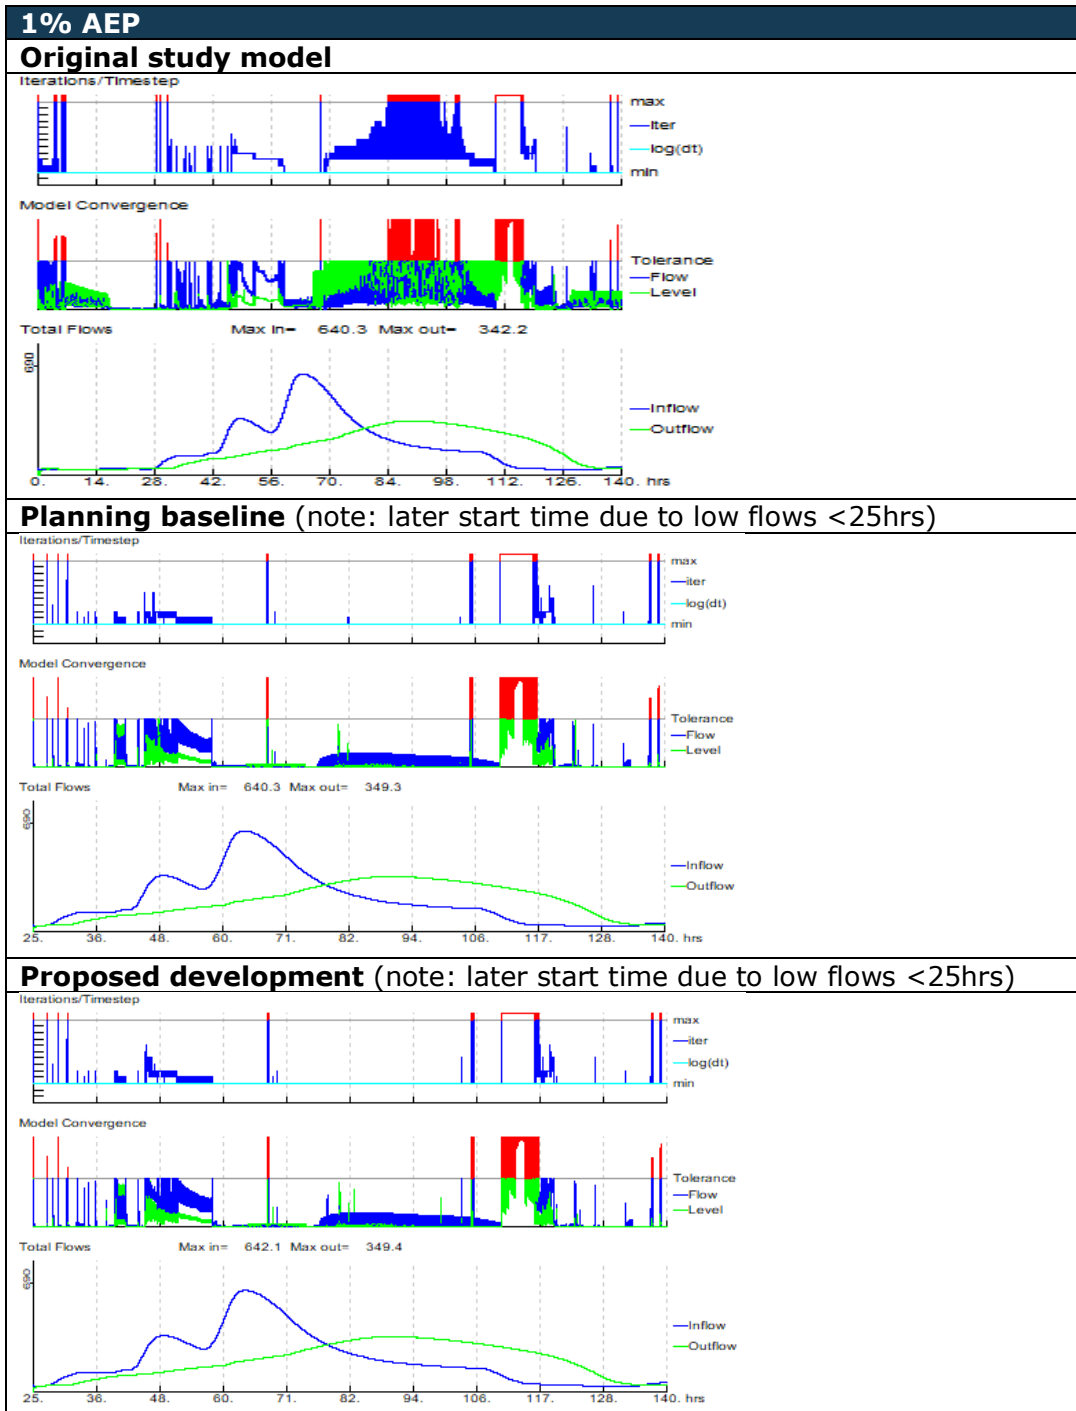 1% AEP
Original study model
Iterations/Timestep
max
iter
log(dt)
min
Model Convergence
Tolerance
Flow
Level
Total Flows Max in= 640.3 Max out= 342.2
690
Inflow
Outflow
0. 14. 28. 42. 56. 70. 84. 98. 112. 126. 140. hrs
Planning baseline (note: later start time due to low flows <25hrs)
Iterations/Timestep
max
iter
log(dt)
min
Model Convergence
Tolerance
Flow
Level
Total Flows Max in= 640.3 Max out= 349.3
690
Inflow
Outflow
25. 36. 48. 60. 71. 82. 94. 106. 117. 128. 140. hrs
Proposed development (note: later start time due to low flows <25hrs)
Iterations/Timestep
max
iter
log(dt)
min
Model Convergence
Tolerance
Flow
Level
Total Flows Max in= 642.1 Max out= 349.4
690
Inflow
Outflow
25. 36. 48. 60. 71. 82. 94. 106. 117. 128. 140. hrs